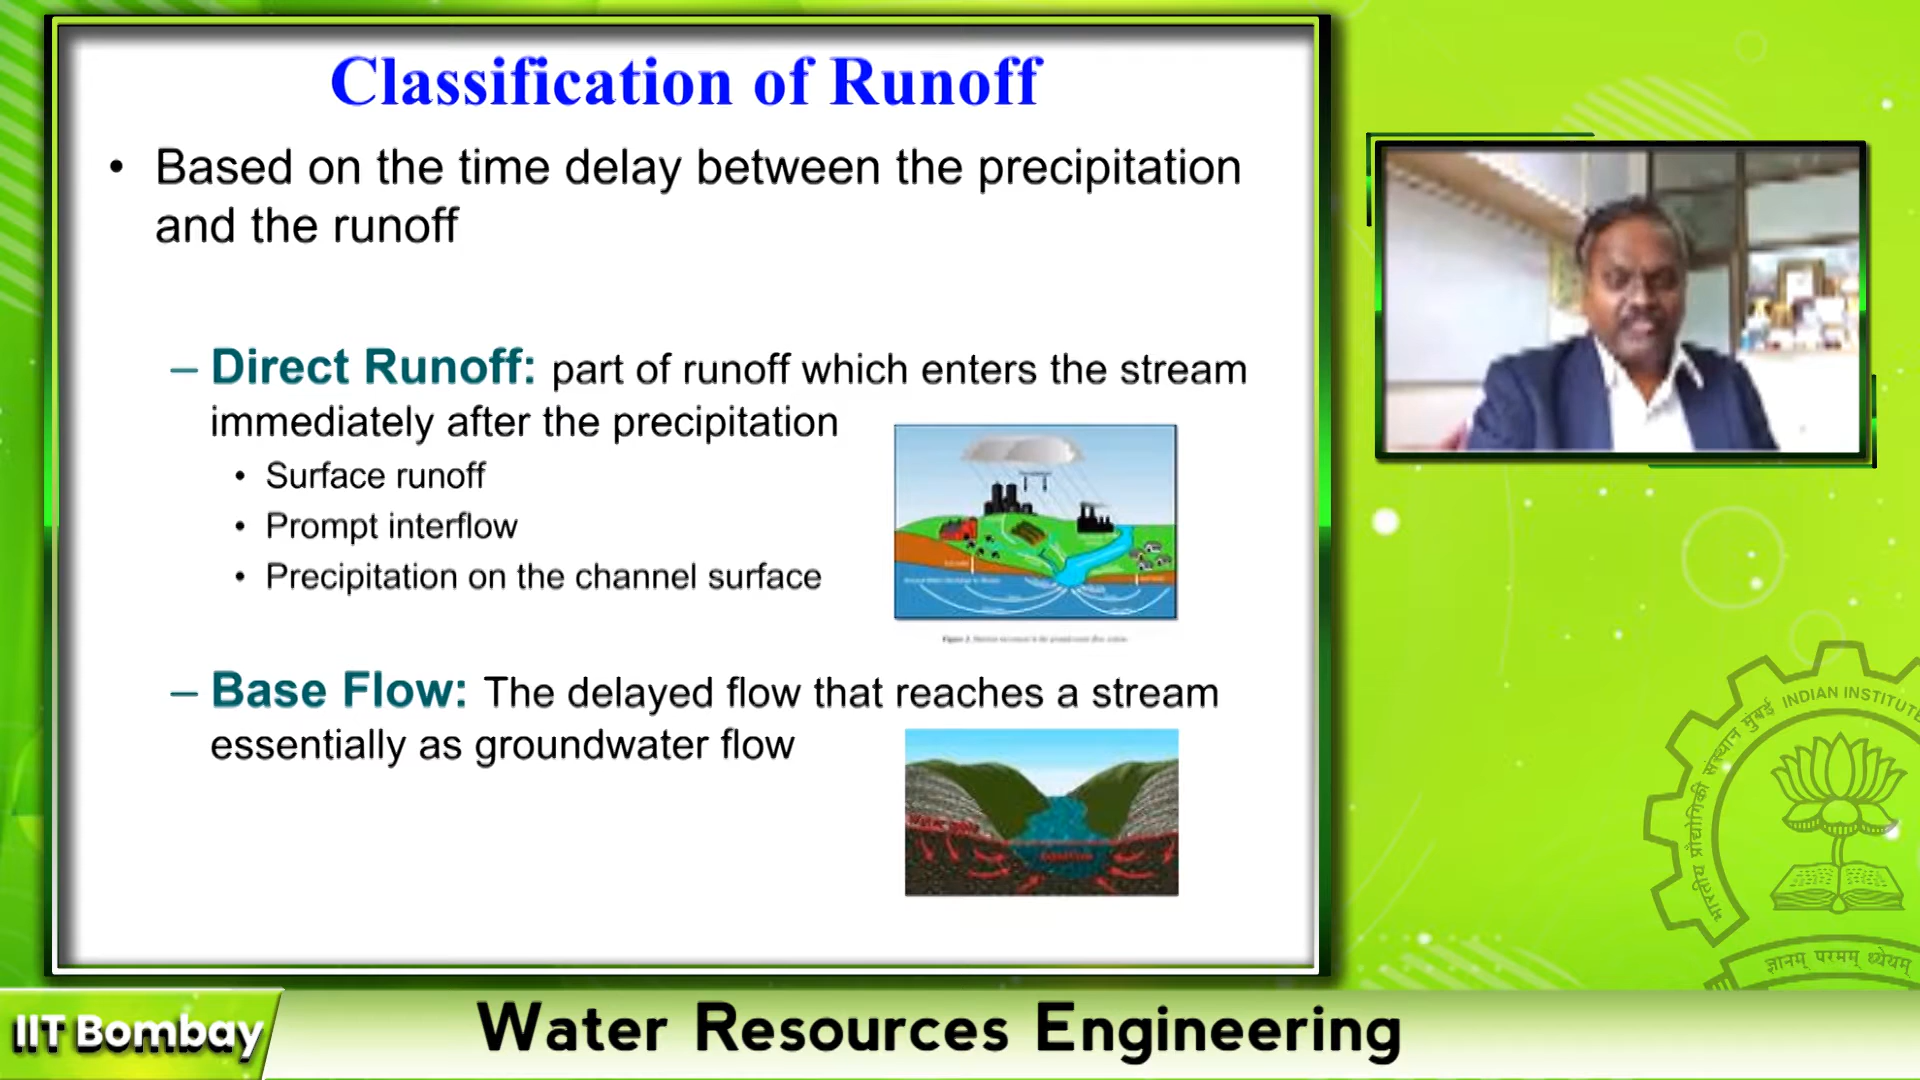 Classification of Runoff
• Based on the time delay between the precipitation
and the runoff
– Direct Runoff: part of runoff which enters the stream
immediately after the precipitation
• Surface runoff
• Prompt interflow
• Precipitation on the channel surface
– Base Flow: The delayed flow that reaches a stream
essentially as groundwater flow
INDIAN INSTITUTE
भारतीय प्रौद्योगिकी संस्थान मुंबई
ज्ञानम् परमम् ध्येयम्
IIT Bombay
Water Resources Engineering